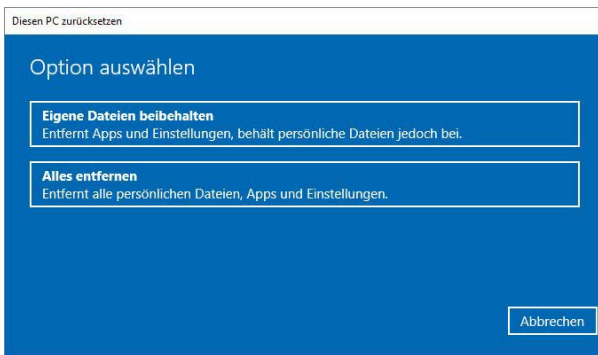 Diesen PC zurücksetzen
Option auswählen
Eigene Dateien beibehalten
Entfernt Apps und Einstellungen, behält persönliche Dateien jedoch bei.
Alles entfernen
Entfernt alle persönlichen Dateien, Apps und Einstellungen.
Abbrechen